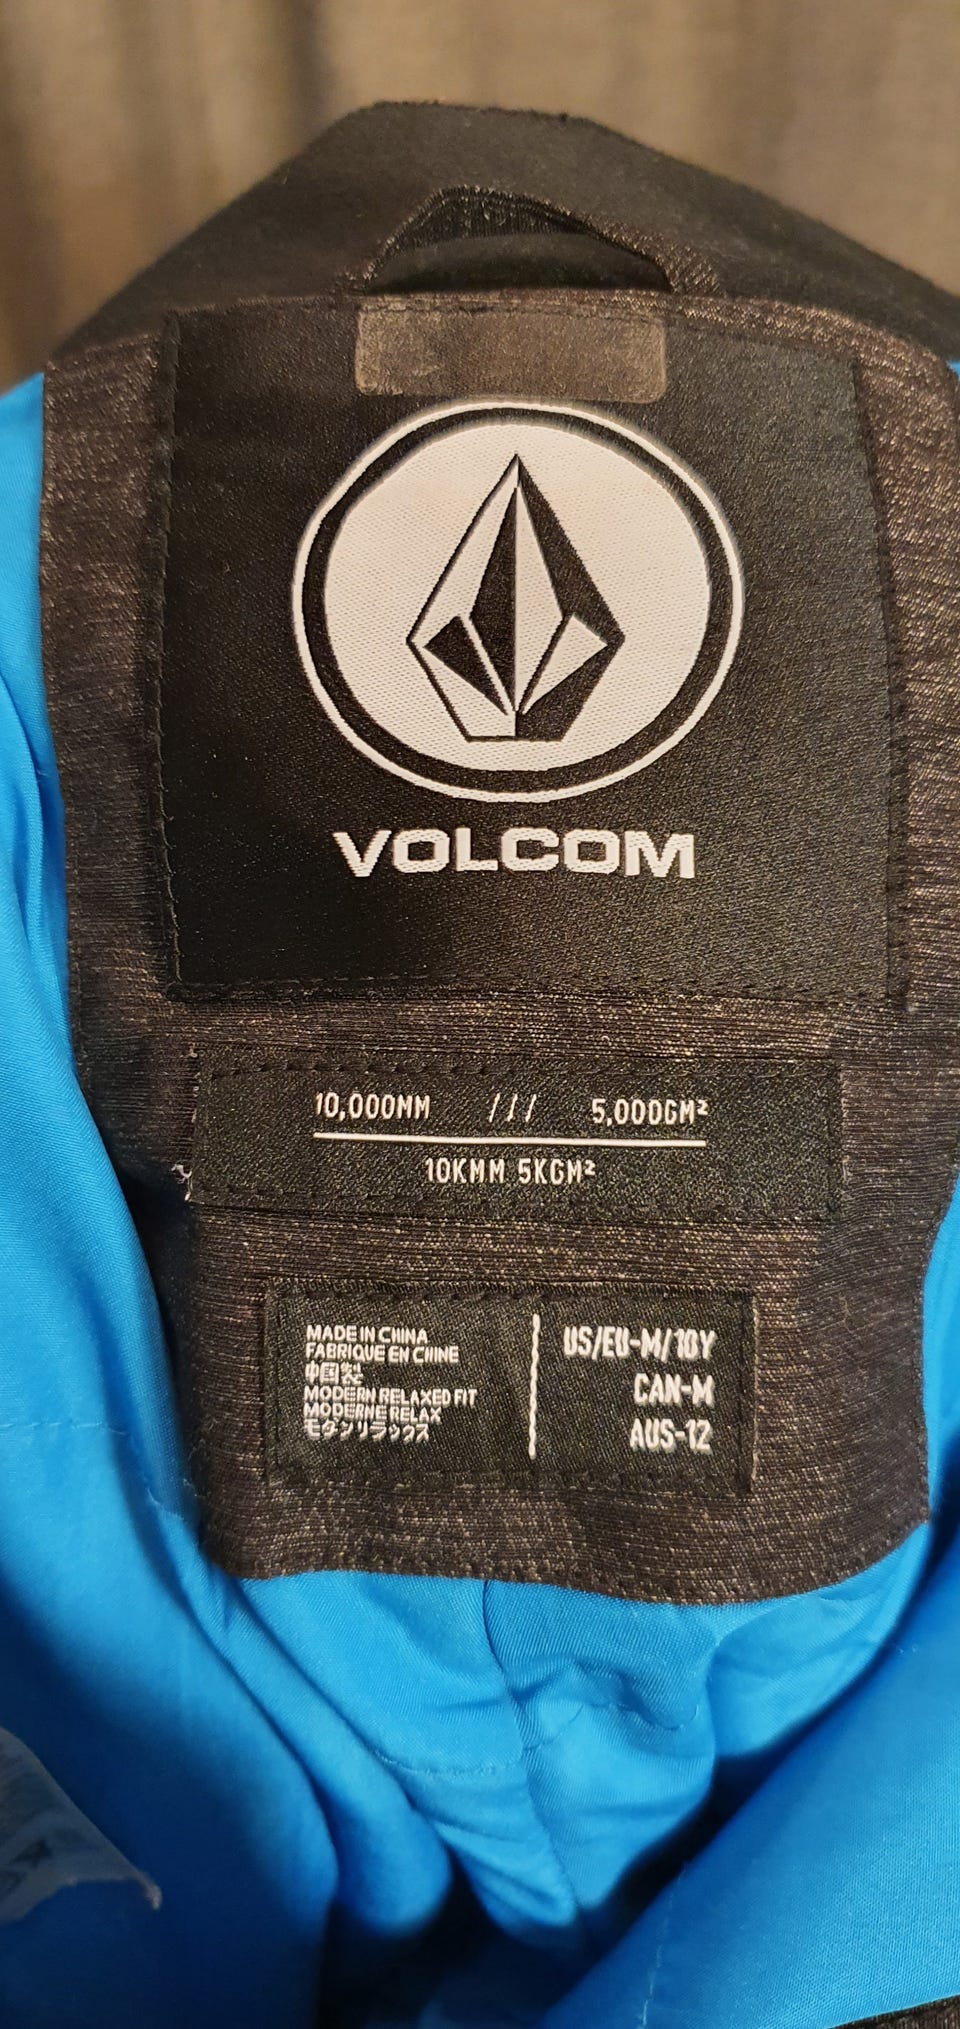 VOLCOM
10,000MM /// 5,000GM²
10KMM 5KGM²
MADE IN CHINA
FABRIQUE EN CHINE
中国製
MODERN RELAXED FIT
MODERNE RELAX
モダンリラックス
US/EU-M/10Y
CAN-M
AUS-12